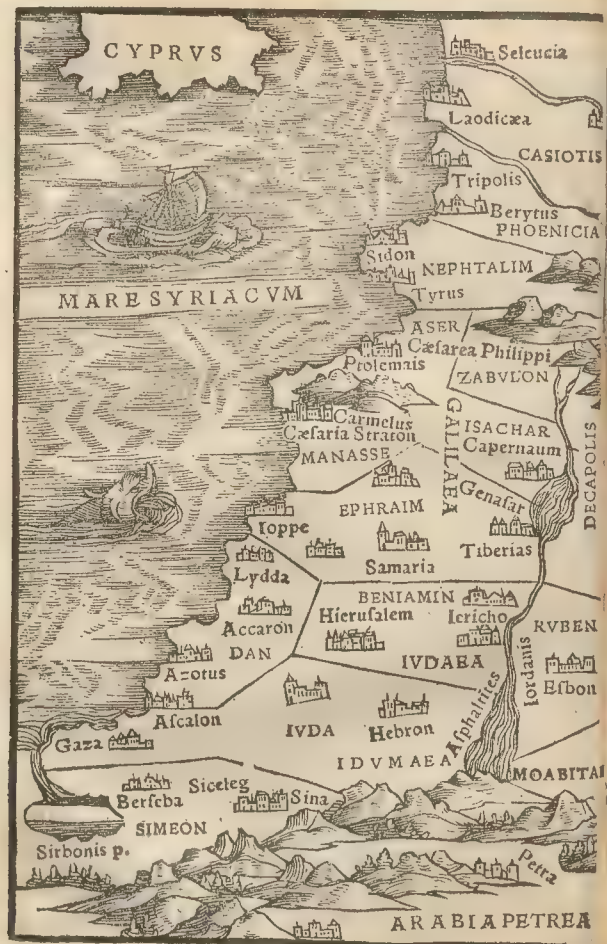 CYPRVS
Seleucia
Laodicæa
CASIOTIS
Tripolis
Berytus
PHOENICIA
Sidon
NEPHTALIM
MARE SYRIACVM
Tyrus
ASER
Cæsarea Philippi
Ptolemais
ZABVLON
Carmelus
Cæsaria Straton
MANASSE
GALILAEA
ISACHAR
Capernaum
DECAPOLIS
Genasar
EPHRAIM
Ioppe
Tiberias
Samaria
Lydda
BENIAMIN
Hierusalem
Iericho
Accaron
DAN
RVBEN
IVDAEA
Iordanis
Azotus
Esbon
Ascalon
IVDA
Hebron
Asphaltites
Gaza
IDVMAEA
MOABITAE
Berseba
Siceleg
Sina
SIMEON
Sirbonis p.
Petra
ARABIA PETREA